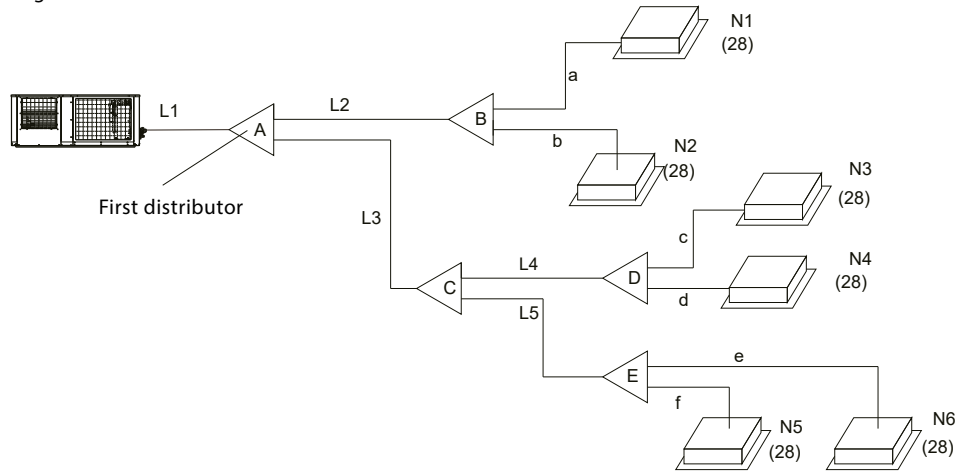 N1
(28)
a
L1
L2
A
B
b
N2
(28)
First distributor
N3
(28)
L3
c
L4
D
N4
(28)
C
d
L5
e
E
f
N5
(28)
N6
(28)